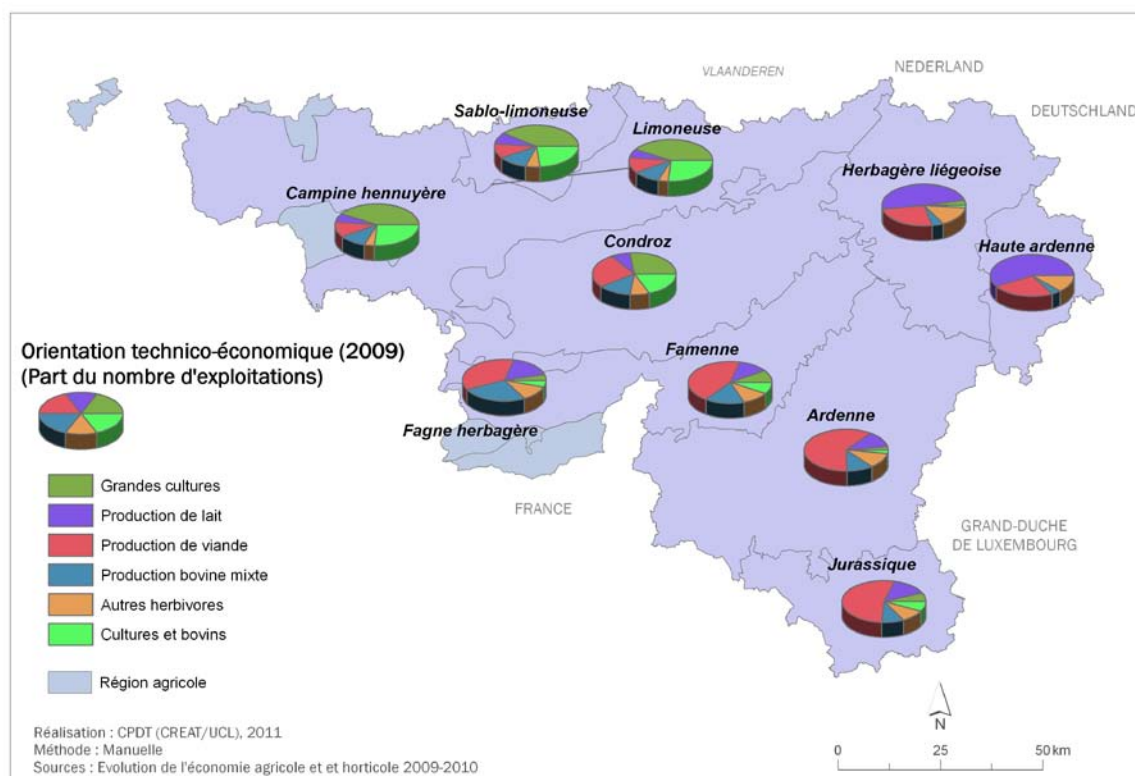 VLAANDEREN
NEDERLAND
DEUTSCHLAND
Sablo-limoneuse
Limoneuse
Herbagère liégeoise
Campine hennuyère
Condroz
Haute ardenne
Orientation technico-économique (2009)
(Part du nombre d'exploitations)
Famenne
Fagne herbagère
Ardenne
Grandes cultures
Production de lait
Production de viande
Production bovine mixte
Autres herbivores
Cultures et bovins
Région agricole
FRANCE
GRAND-DUCHE
DE LUXEMBOURG
Jurassique
Réalisation : CPDT (CREAT/UCL), 2011
Méthode : Manuelle
Sources : Evolution de l'économie agricole et et horticole 2009-2010
N
0 25 50 km